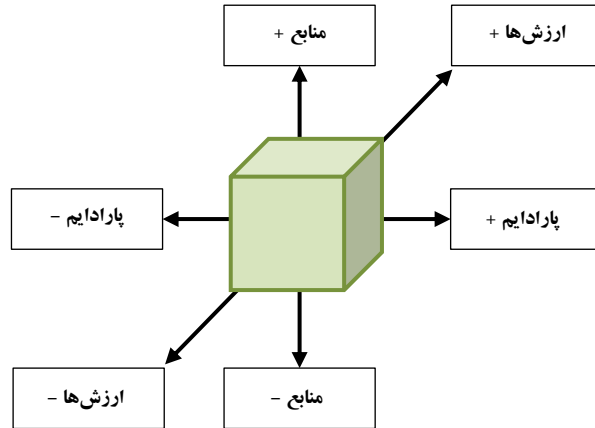 ارزش‌ها +
منابع +
پارادایم +
پارادایم −
منابع −
ارزش‌ها −